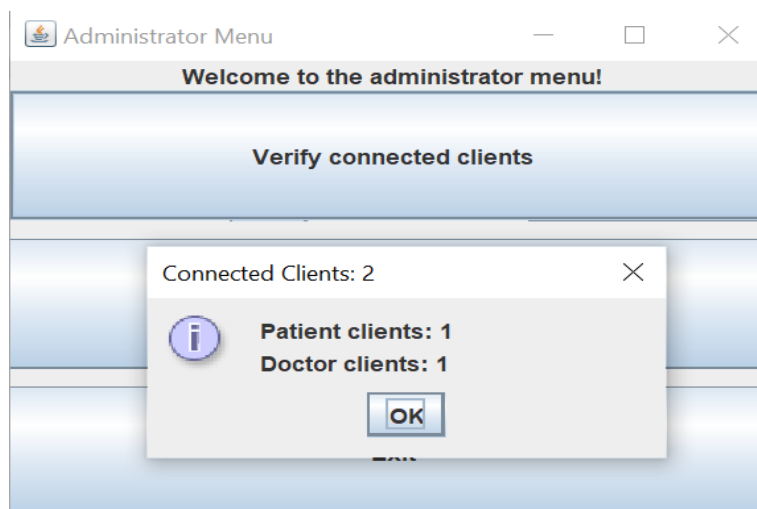 Administrator Menu
Welcome to the administrator menu!
Verify connected clients
Connected Clients: 2
Patient clients: 1
Doctor clients: 1
OK